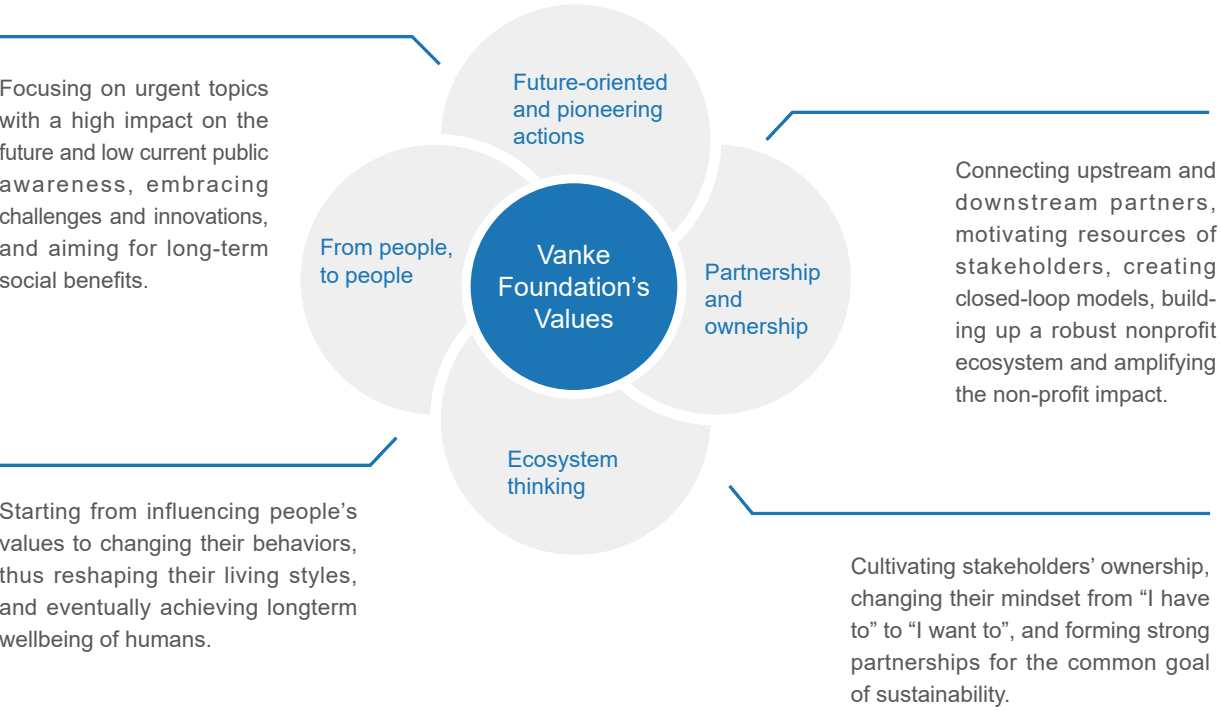 Future-oriented
and pioneering
actions
Focusing on urgent topics
with a high impact on the
future and low current public
awareness, embracing
challenges and innovations,
and aiming for long-term
social benefits.
From people,
to people
Vanke
Foundation’s
Values
Partnership
and
ownership
Connecting upstream and
downstream partners,
motivating resources of
stakeholders, creating
closed-loop models, build-
ing up a robust nonprofit
ecosystem and amplifying
the non-profit impact.
Ecosystem
thinking
Starting from influencing people’s
values to changing their behaviors,
thus reshaping their living styles,
and eventually achieving longterm
wellbeing of humans.
Cultivating stakeholders’ ownership,
changing their mindset from “I have
to” to “I want to”, and forming strong
partnerships for the common goal
of sustainability.